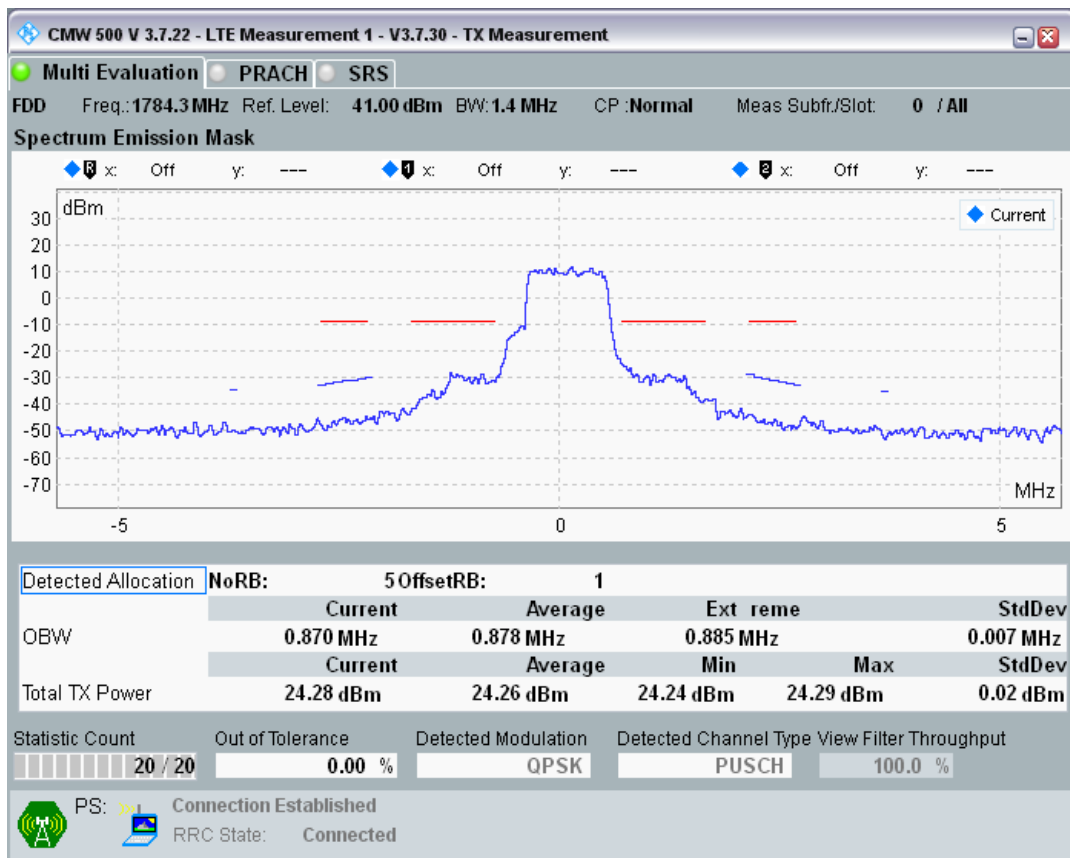 CMW 500 V 3.7.22 - LTE Measurement 1 - V3.7.30 - TX Measurement
Multi Evaluation PRACH SRS
FDD Freq.: 1784.3 MHz Ref. Level: 41.00 dBm BW: 1.4 MHz CP : Normal Meas Subfr./Slot: 0 / All
Spectrum Emission Mask
R x: Off y: --- 1 x: Off y: --- 2 x: Off y: ---
dBm
Current
30
20
10
0
-10
-20
-30
-40
-50
-60
-70
MHz
-5 0 5
Detected Allocation NoRB: 5 OffsetRB: 1
Current Average Ext reme StdDev
OBW 0.870 MHz 0.878 MHz 0.885 MHz 0.007 MHz
Current Average Min Max StdDev
Total TX Power 24.28 dBm 24.26 dBm 24.24 dBm 24.29 dBm 0.02 dBm
Statistic Count Out of Tolerance Detected Modulation Detected Channel Type View Filter Throughput
20 / 20 0.00 % QPSK PUSCH 100.0 %
PS: Connection Established
RRC State: Connected